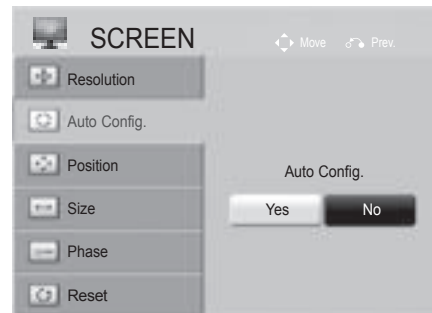 SCREEN
Move Prev.
Resolution
Auto Config.
Position
Size
Phase
Reset
Auto Config.
Yes No